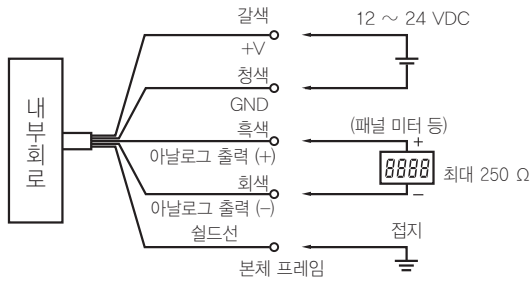 갈색
+V
12 ～ 24 VDC
청색
GND
내부회로
흑색
아날로그 출력 (+)
(패널 미터 등)
+
8888
최대 250 Ω
–
회색
아날로그 출력 (–)
쉴드선
본체 프레임
접지